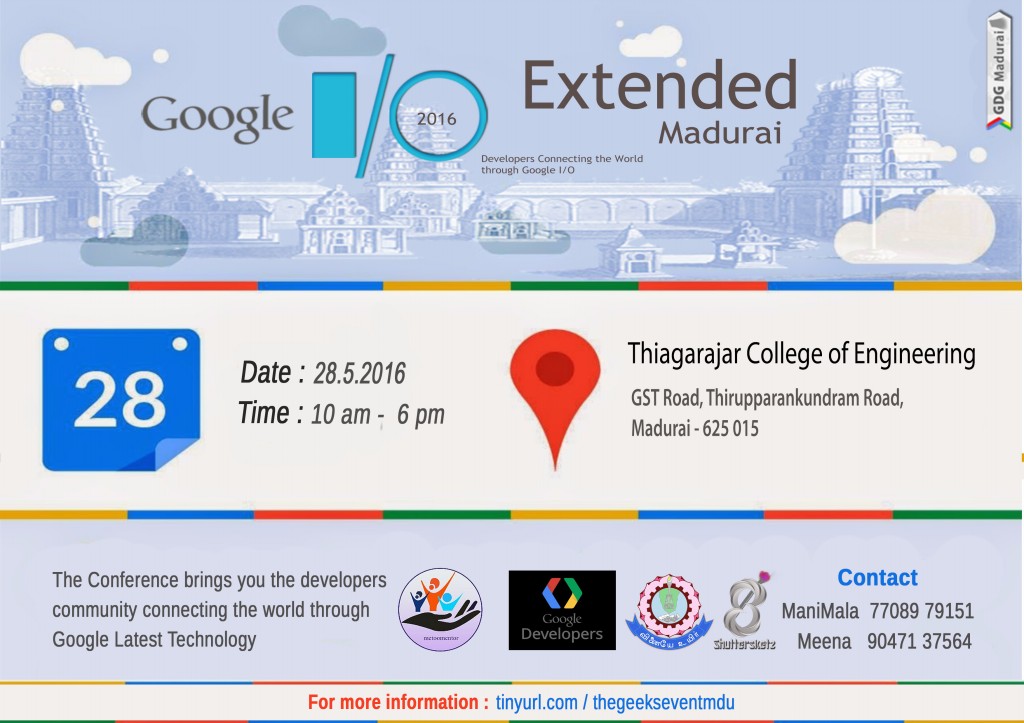 Google I/O 2016 Extended
Madurai
Developers Connecting the World
through Google I/O
GDG Madurai
28
Date : 28.5.2016
Time : 10 am - 6 pm
Thiagarajar College of Engineering
GST Road, Thirupparankundram Road,
Madurai - 625 015
The Conference brings you the developers
community connecting the world through
Google Latest Technology
metoomentor
Google
Developers
வினையே உயிர்
Shuttersketz
Contact
ManiMala 77089 79151
Meena 90471 37564
For more information : tinyurl.com / thegeekseventmdu